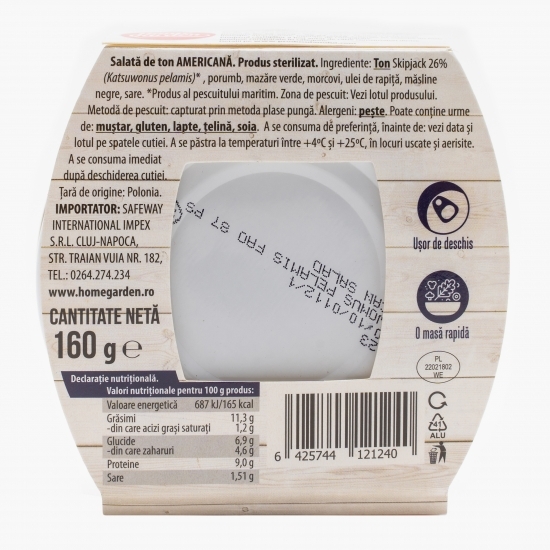 Salată de ton AMERICANĂ. Produs sterilizat. Ingrediente: Ton Skipjack 26%
(Katsuwonus pelamis)* , porumb, mazăre verde, morcovi, ulei de rapiță, măsline
negre, sare. *Produs al pescuitului maritim. Zona de pescuit: Vezi lotul produsului.
Metodă de pescuit: capturat prin metoda plase pungă. Alergeni: pește. Poate conține urme
de: muștar, gluten, lapte, țelină, soia. A se consuma de preferință, înainte de: vezi data și
lotul pe spatele cutiei. A se păstra la temperaturi între +4ºC și +25ºC, în locuri uscate și aerisite.
A se consuma imediat
după deschiderea cutiei.
Țară de origine: Polonia.
IMPORTATOR: SAFEWAY
INTERNATIONAL IMPEX
S.R.L. CLUJ-NAPOCA,
STR. TRAIAN VUIA NR. 182,
TEL.: 0264.274.234
www.homegarden.ro
CANTITATE NETĂ
160 g ℮
PELAMIS FAO 87 PS
SALAD
Ușor de deschis
O masă rapidă
PL
22021802
WE
41
ALU
Declarație nutrițională.
Valori nutriționale pentru 100 g produs:
Valoare energetică 687 kJ/165 kcal
Grăsimi 11,3 g
-din care acizi grași saturați 1,2 g
Glucide 6,9 g
-din care zaharuri 4,6 g
Proteine 9,0 g
Sare 1,51 g
6 425744 121240